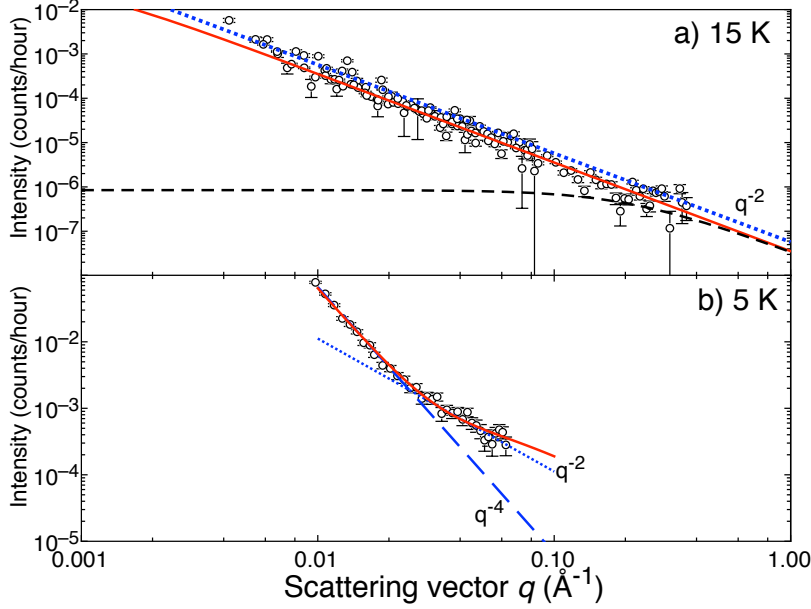 10⁻²
a) 15 K
10⁻³
10⁻⁴
10⁻⁵
10⁻⁶
q⁻²
10⁻⁷
Intensity (counts/hour)
b) 5 K
10⁻²
10⁻³
q⁻²
10⁻⁴
q⁻⁴
10⁻⁵
Intensity (counts/hour)
0.001 0.01 0.10 1.00
Scattering vector q (Å⁻¹)